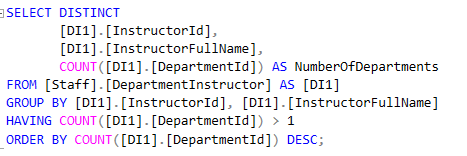 SELECT DISTINCT
[DI1].[InstructorId],
[DI1].[InstructorFullName],
COUNT([DI1].[DepartmentId]) AS NumberOfDepartments
FROM [Staff].[DepartmentInstructor] AS [DI1]
GROUP BY [DI1].[InstructorId], [DI1].[InstructorFullName]
HAVING COUNT([DI1].[DepartmentId]) > 1
ORDER BY COUNT([DI1].[DepartmentId]) DESC;